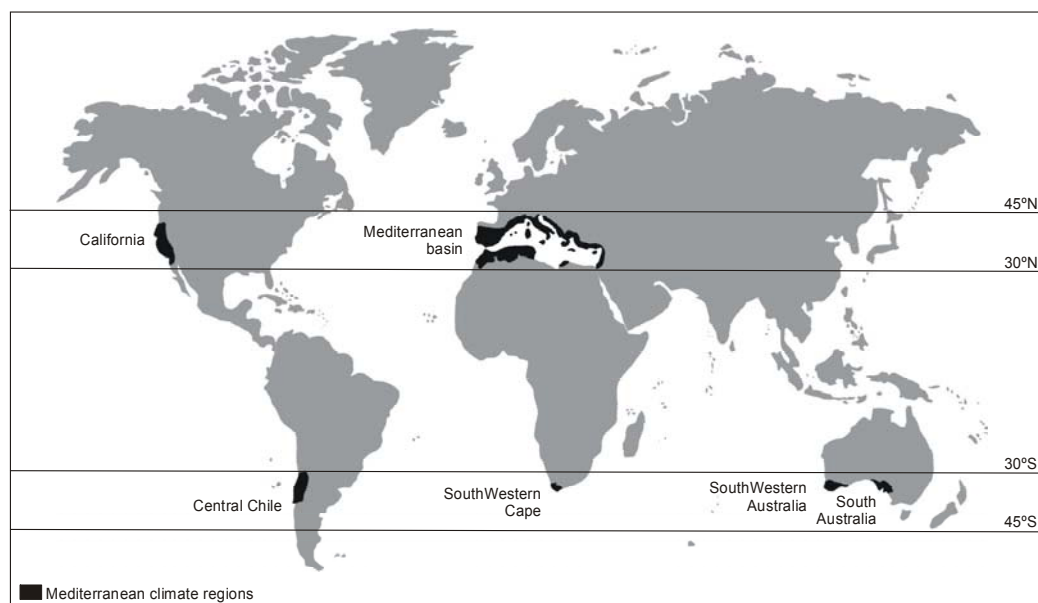 45ºN
California
Mediterranean
basin
30ºN
30ºS
Central Chile
SouthWestern
Cape
SouthWestern
Australia
South
Australia
45ºS
Mediterranean climate regions